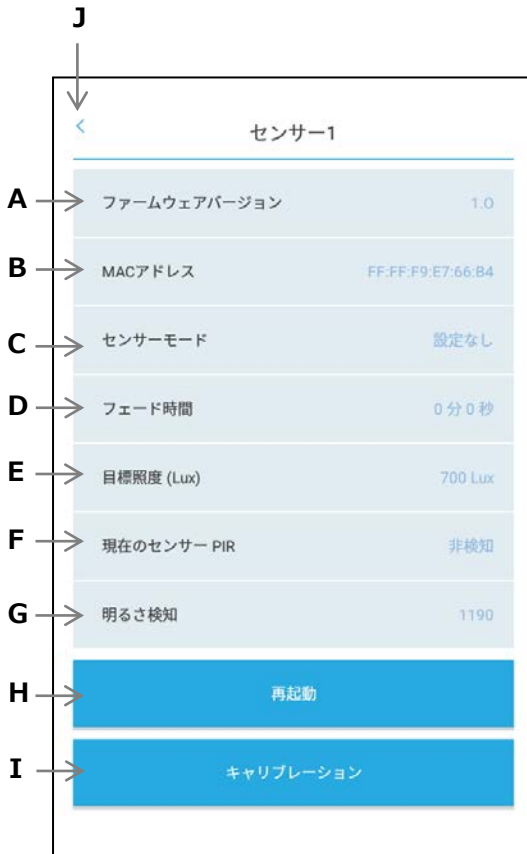 J
センサー1
A ファームウェアバージョン 1.0
B MACアドレス FF:FF:F9:E7:66:B4
C センサーモード 設定なし
D フェード時間 0 分 0 秒
E 目標照度 (Lux) 700 Lux
F 現在のセンサー PIR 非検知
G 明るさ検知 1190
H 再起動
I キャリブレーション